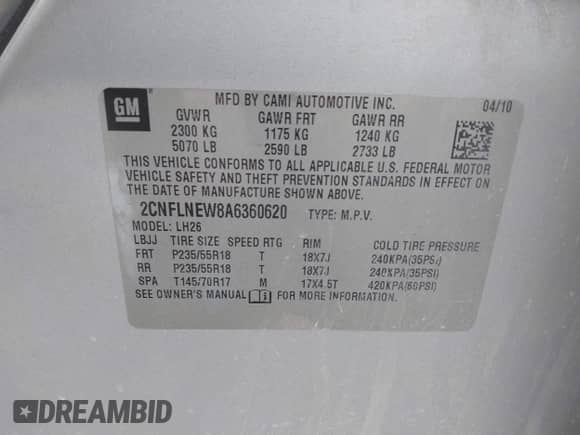 GM
MFD BY CAMI AUTOMOTIVE INC. 04/10
GVWR GAWR FRT GAWR RR
2300 KG 1175 KG 1240 KG
5070 LB 2590 LB 2733 LB
THIS VEHICLE CONFORMS TO ALL APPLICABLE U.S. FEDERAL MOTOR
VEHICLE SAFETY AND THEFT PREVENTION STANDARDS IN EFFECT ON
THE DATE OF MANUFACTURE SHOWN ABOVE.
2CNFLNEW8A6360620 TYPE: M.P.V.
MODEL: LH26
LBJJ TIRE SIZE SPEED RTG RIM COLD TIRE PRESSURE
FRT P235/55R18 T 18X7J 240KPA(35PSI)
RR P235/55R18 T 18X7J 240KPA(35PSI)
SPA T145/70R17 M 17X4.5T 420KPA(60PSI)
SEE OWNER'S MANUAL FOR MORE INFORMATION.
DREAMBID